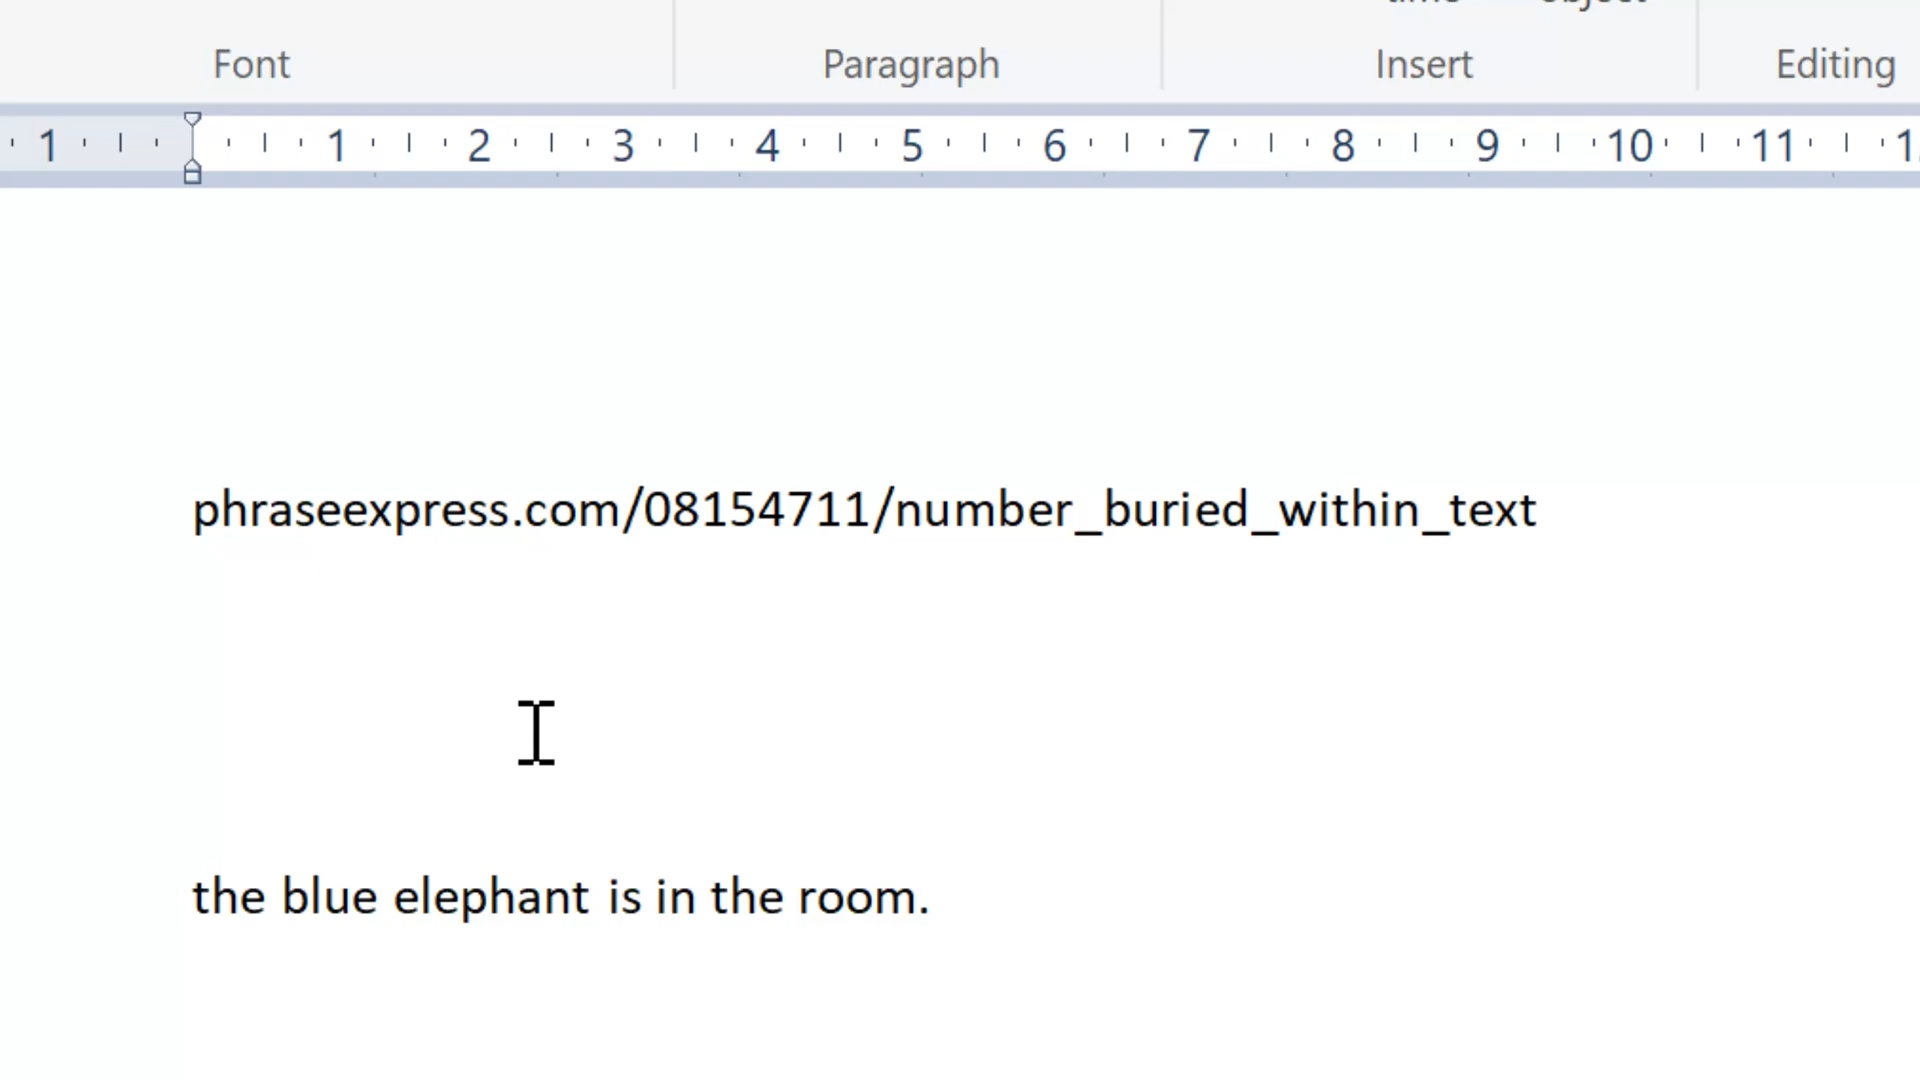 Font Paragraph Insert Editing
1 1 2 3 4 5 6 7 8 9 10 11
phraseexpress.com/08154711/number_buried_within_text
the blue elephant is in the room.